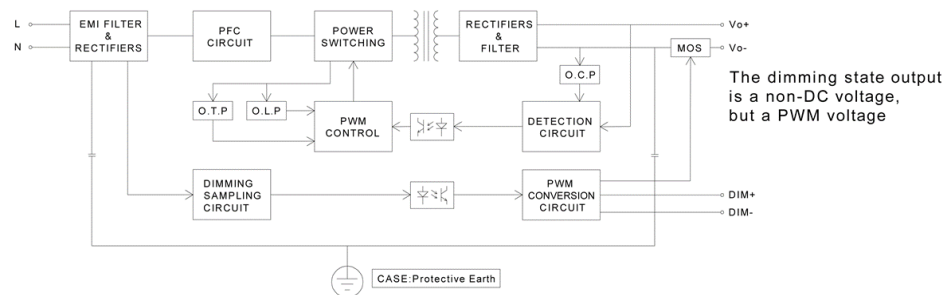 L
N
EMI FILTER
&
RECTIFIERS
PFC
CIRCUIT
POWER
SWITCHING
RECTIFIERS
&
FILTER
Vo+
Vo-
MOS
The dimming state output
is a non-DC voltage,
but a PWM voltage
O.C.P
O.T.P
O.L.P
PWM
CONTROL
DETECTION
CIRCUIT
DIMMING
SAMPLING
CIRCUIT
PWM
CONVERSION
CIRCUIT
DIM+
DIM-
CASE:Protective Earth